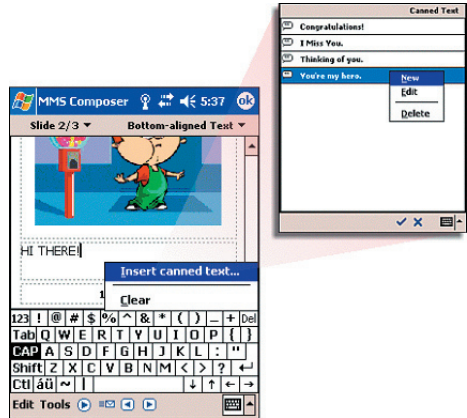 Canned Text
Congratulations!
I Miss You.
Thinking of you.
You're my hero.
New
Edit
Delete
MMS Composer 5:37 ok
Slide 2/3 Bottom-aligned Text
HI THERE!
Insert canned text...
1
Clear
123 ! @ # $ % ^ & * ( ) _ + Del
Tab Q W E R T Y U I O P { }
CAP A S D F G H J K L : "
Shift Z X C V B N M < > ?
Ctl áü ~ |
Edit Tools